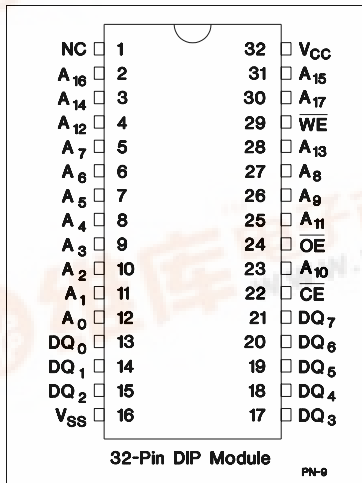 NC 1 32 VCC
A16 2 31 A15
A14 3 30 A17
A12 4 29 WE
A7 5 28 A13
A6 6 27 A8
A5 7 26 A9
A4 8 25 A11
A3 9 24 OE
A2 10 23 A10
A1 11 22 CE
A0 12 21 DQ7
DQ0 13 20 DQ6
DQ1 14 19 DQ5
DQ2 15 18 DQ4
VSS 16 17 DQ3
32-Pin DIP Module
PN-9